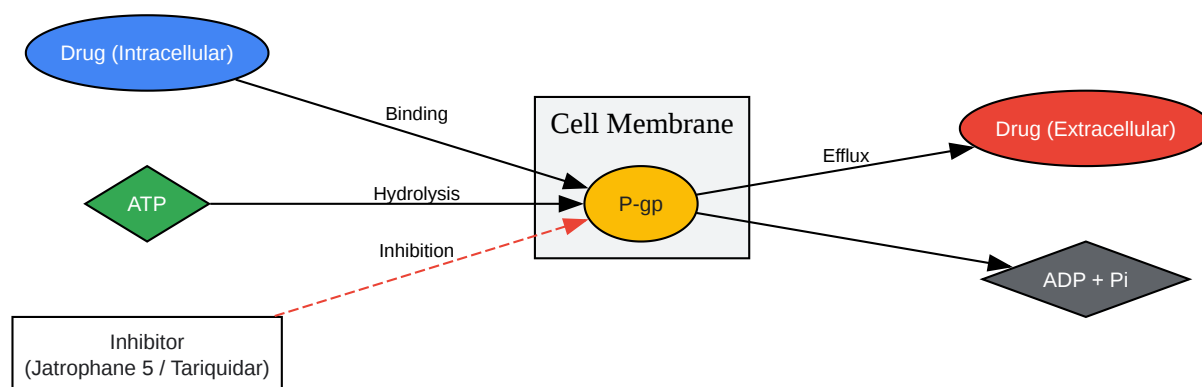 Drug (Intracellular)
Binding
Cell Membrane
Drug (Extracellular)
Efflux
ATP
Hydrolysis
P-gp
Inhibition
ADP + Pi
Inhibitor
(Jatrophane 5 / Tariquidar)